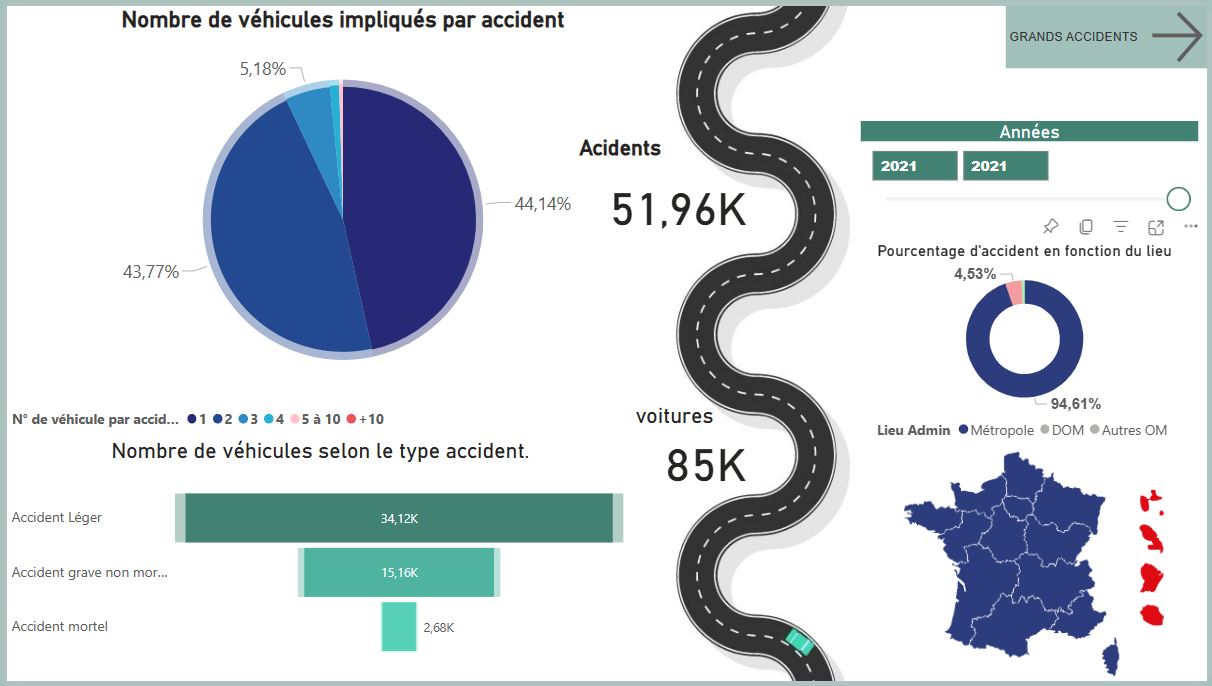 Nombre de véhicules impliqués par accident
5,18%
44,14%
43,77%
N° de véhicule par accid... 1 2 3 4 5 à 10 +10
Nombre de véhicules selon le type accident.
Accident Léger
34,12K
Accident grave non mor...
15,16K
Accident mortel
2,68K
Acidents
51,96K
voitures
85K
GRANDS ACCIDENTS
Années
2021 2021
Pourcentage d'accident en fonction du lieu
4,53%
94,61%
Lieu Admin Métropole DOM Autres OM